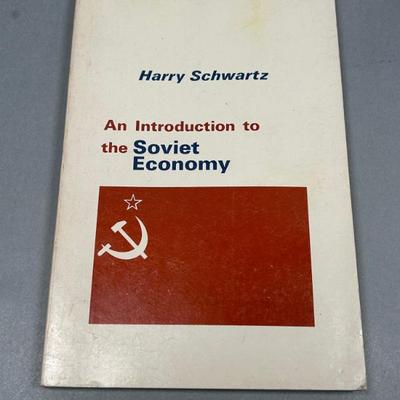 Harry Schwartz
An Introduction to
the Soviet
Economy